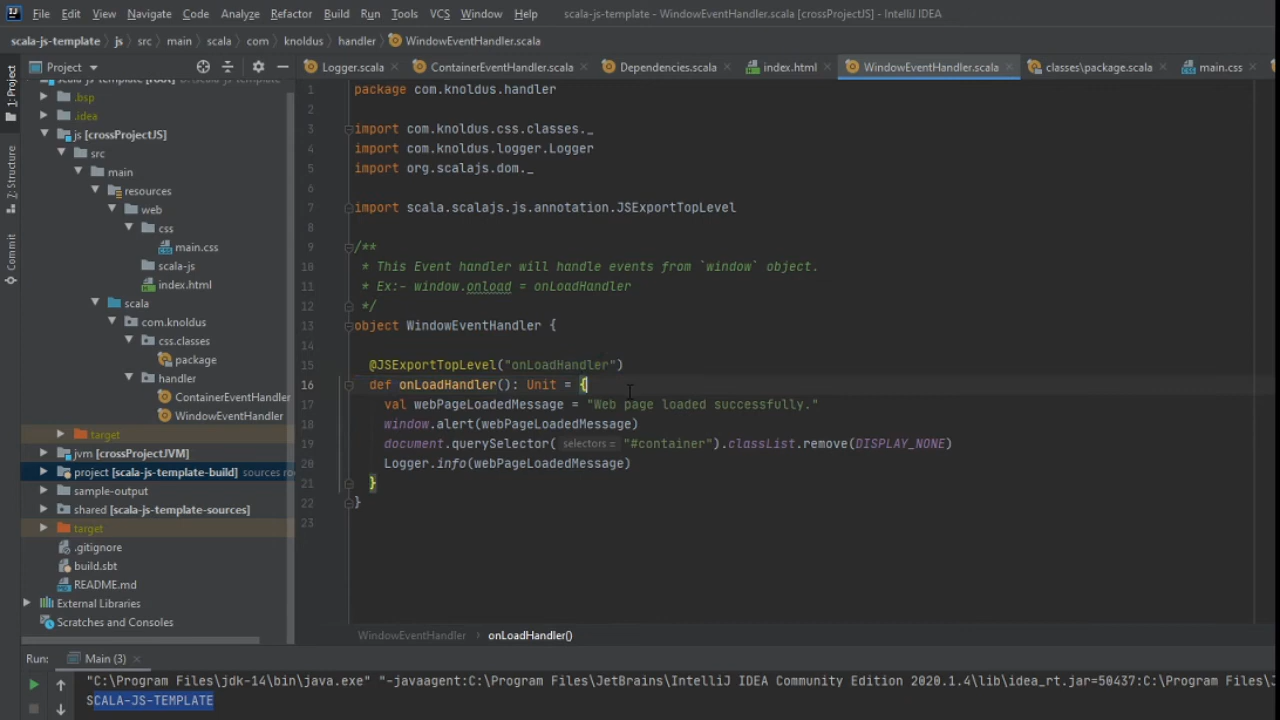 File Edit View Navigate Code Analyze Refactor Build Run Tools VCS Window Help scala-js-template - WindowEventHandler.scala [crossProjectJS] - IntelliJ IDEA
scala-js-template js src main scala com knoldus handler WindowEventHandler.scala
Project Logger.scala ContainerEventHandler.scala Dependencies.scala index.html WindowEventHandler.scala classes\package.scala main.css
1: Project
Z: Structure
Commit
.bsp
.idea
js [crossProjectJS]
src
main
resources
web
css
main.css
scala-js
index.html
scala
com.knoldus
css.classes
package
handler
ContainerEventHandler
WindowEventHandler
target
jvm [crossProjectJVM]
project [scala-js-template-build] sources ro
sample-output
shared [scala-js-template-sources]
target
.gitignore
build.sbt
README.md
External Libraries
Scratches and Consoles
1 package com.knoldus.handler
2
3 import com.knoldus.css.classes._
4 import com.knoldus.logger.Logger
5 import org.scalajs.dom._
6
7 import scala.scalajs.js.annotation.JSExportTopLevel
8
9 /**
10 * This Event handler will handle events from `window` object.
11 * Ex:- window.onload = onLoadHandler
12 */
13 object WindowEventHandler {
14
15 @JSExportTopLevel("onLoadHandler")
16 def onLoadHandler(): Unit = {
17 val webPageLoadedMessage = "Web page loaded successfully."
18 window.alert(webPageLoadedMessage)
19 document.querySelector( selectors = "#container").classList.remove(DISPLAY_NONE)
20 Logger.info(webPageLoadedMessage)
21 }
22 }
23
WindowEventHandler › onLoadHandler()
Run: Main (3)
"C:\Program Files\jdk-14\bin\java.exe" "-javaagent:C:\Program Files\JetBrains\IntelliJ IDEA Community Edition 2020.1.4\lib\idea_rt.jar=50437:C:\Program Files\J
SCALA-JS-TEMPLATE